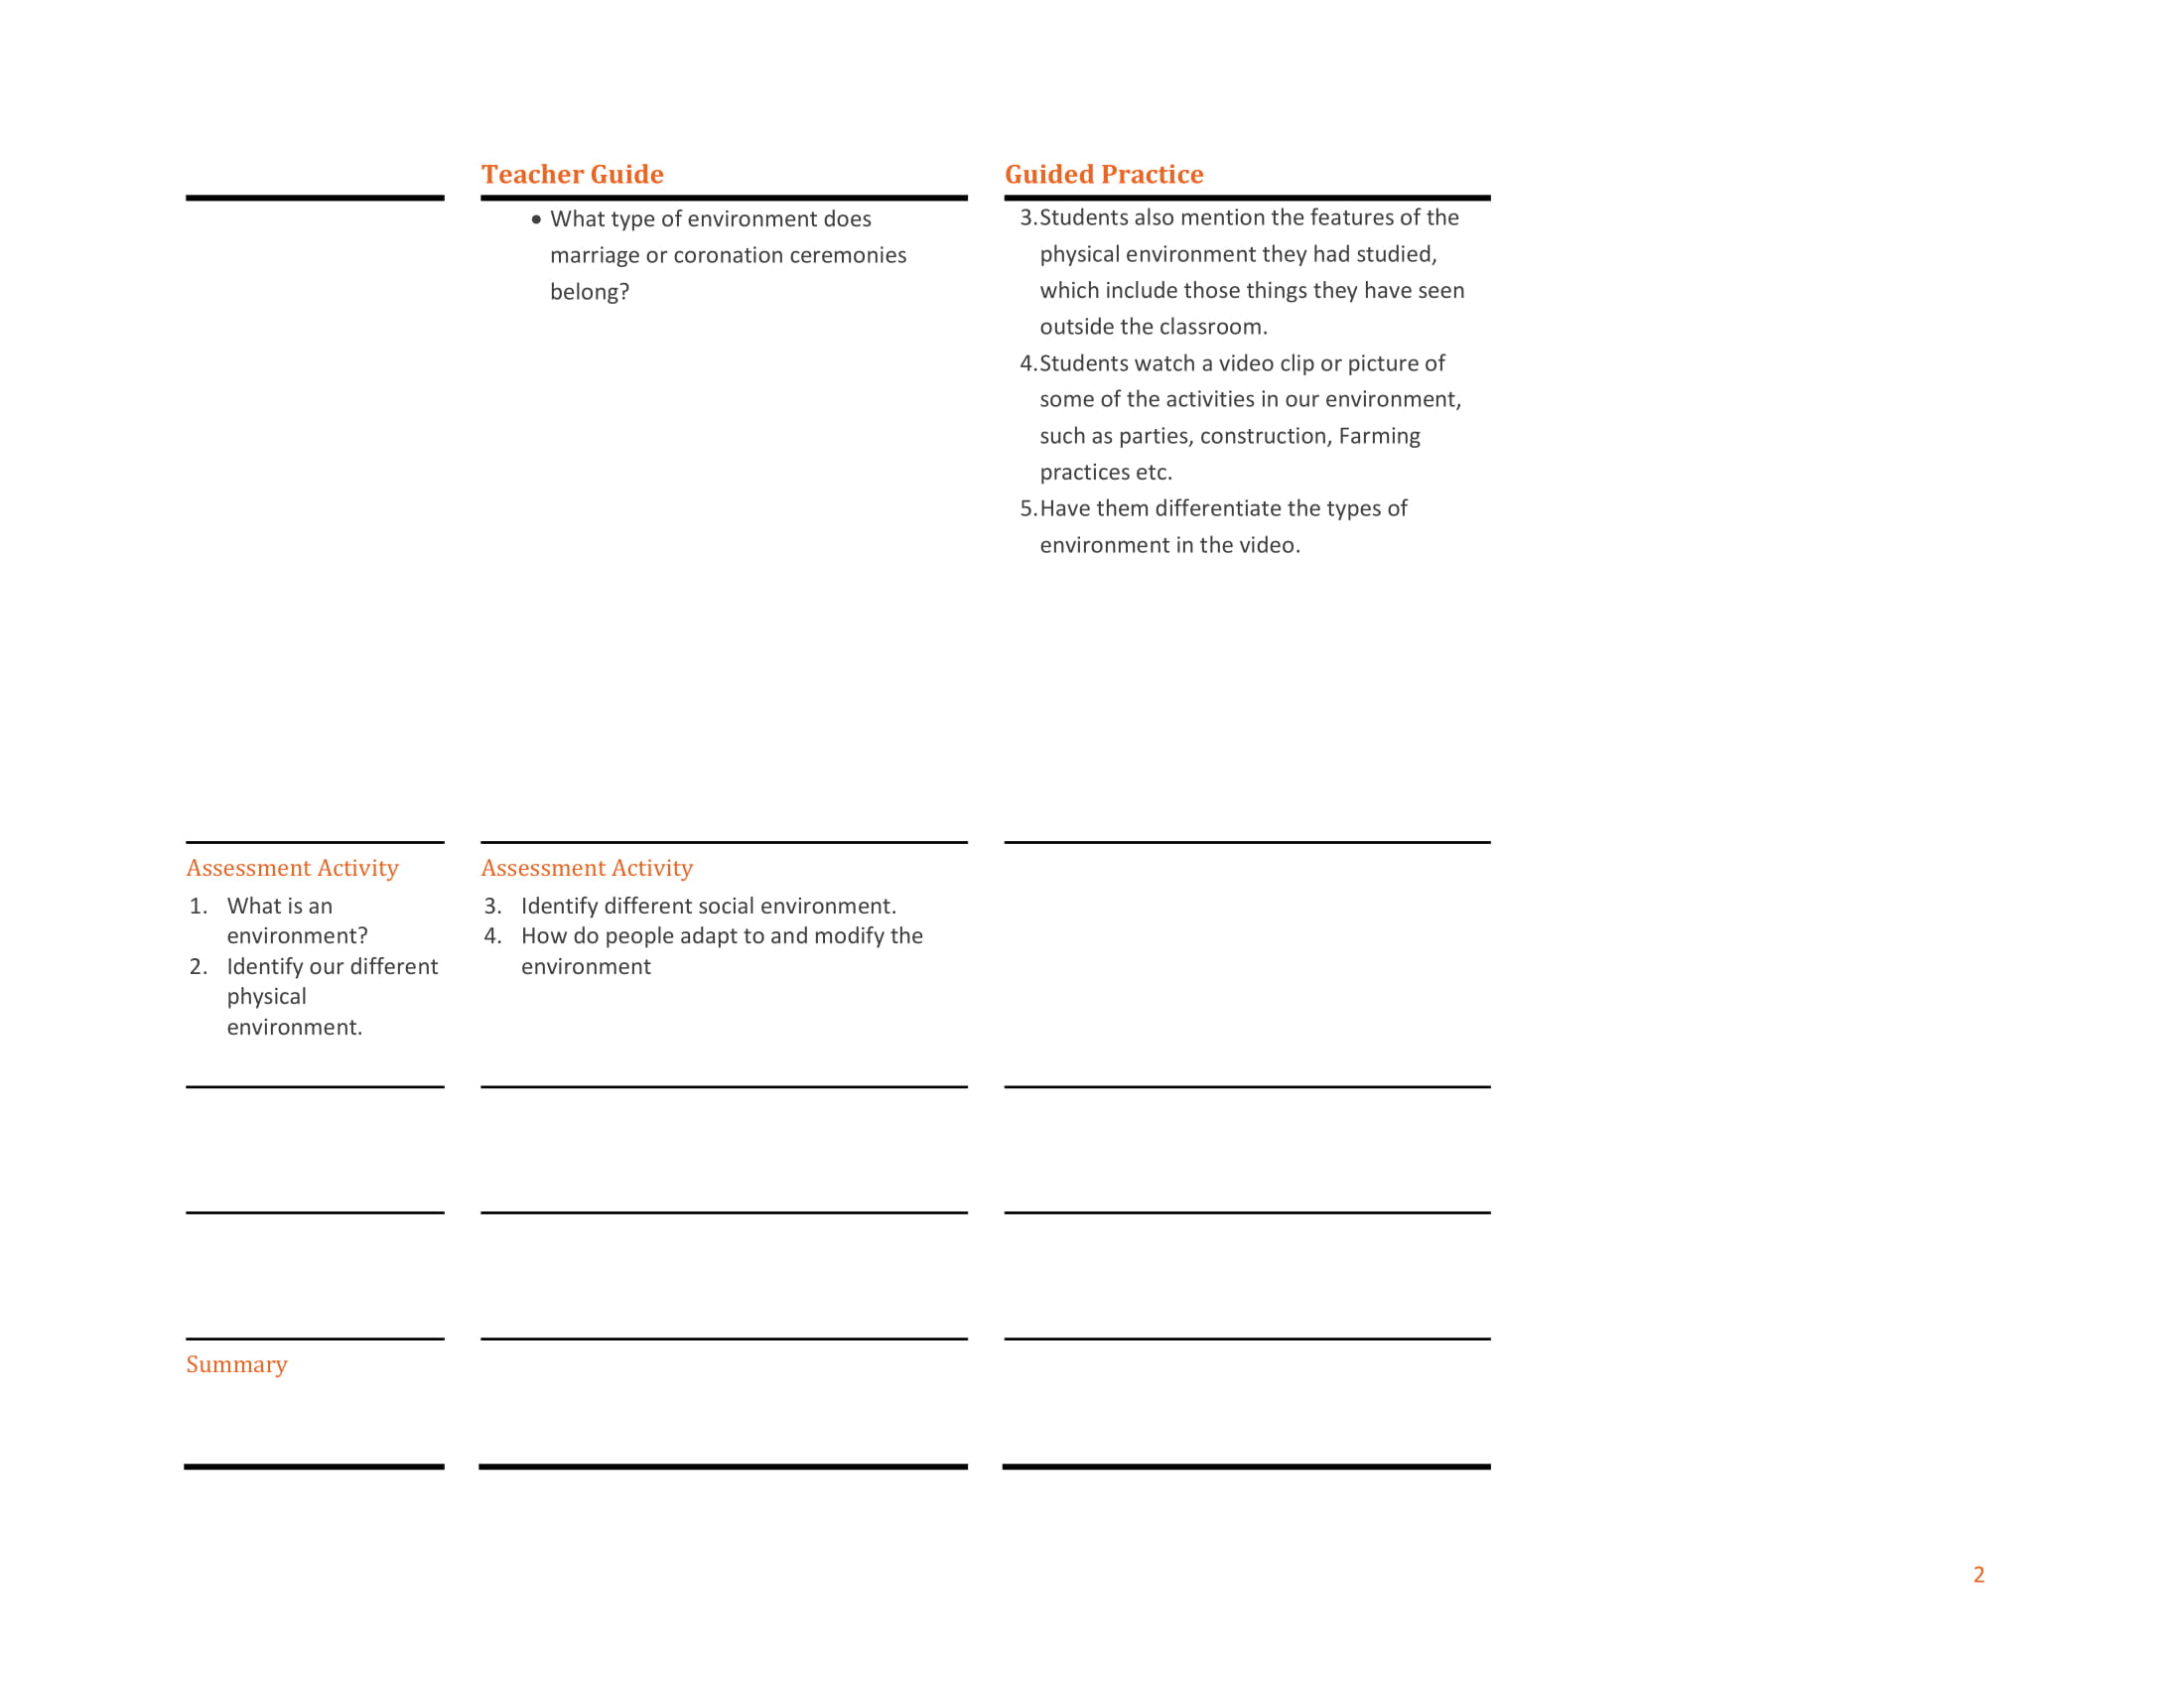 Teacher Guide
Guided Practice
• What type of environment does
marriage or coronation ceremonies
belong?
3.Students also mention the features of the
physical environment they had studied,
which include those things they have seen
outside the classroom.
4.Students watch a video clip or picture of
some of the activities in our environment,
such as parties, construction, Farming
practices etc.
5.Have them differentiate the types of
environment in the video.
Assessment Activity
1. What is an
environment?
2. Identify our different
physical
environment.
Assessment Activity
3. Identify different social environment.
4. How do people adapt to and modify the
environment
Summary
2